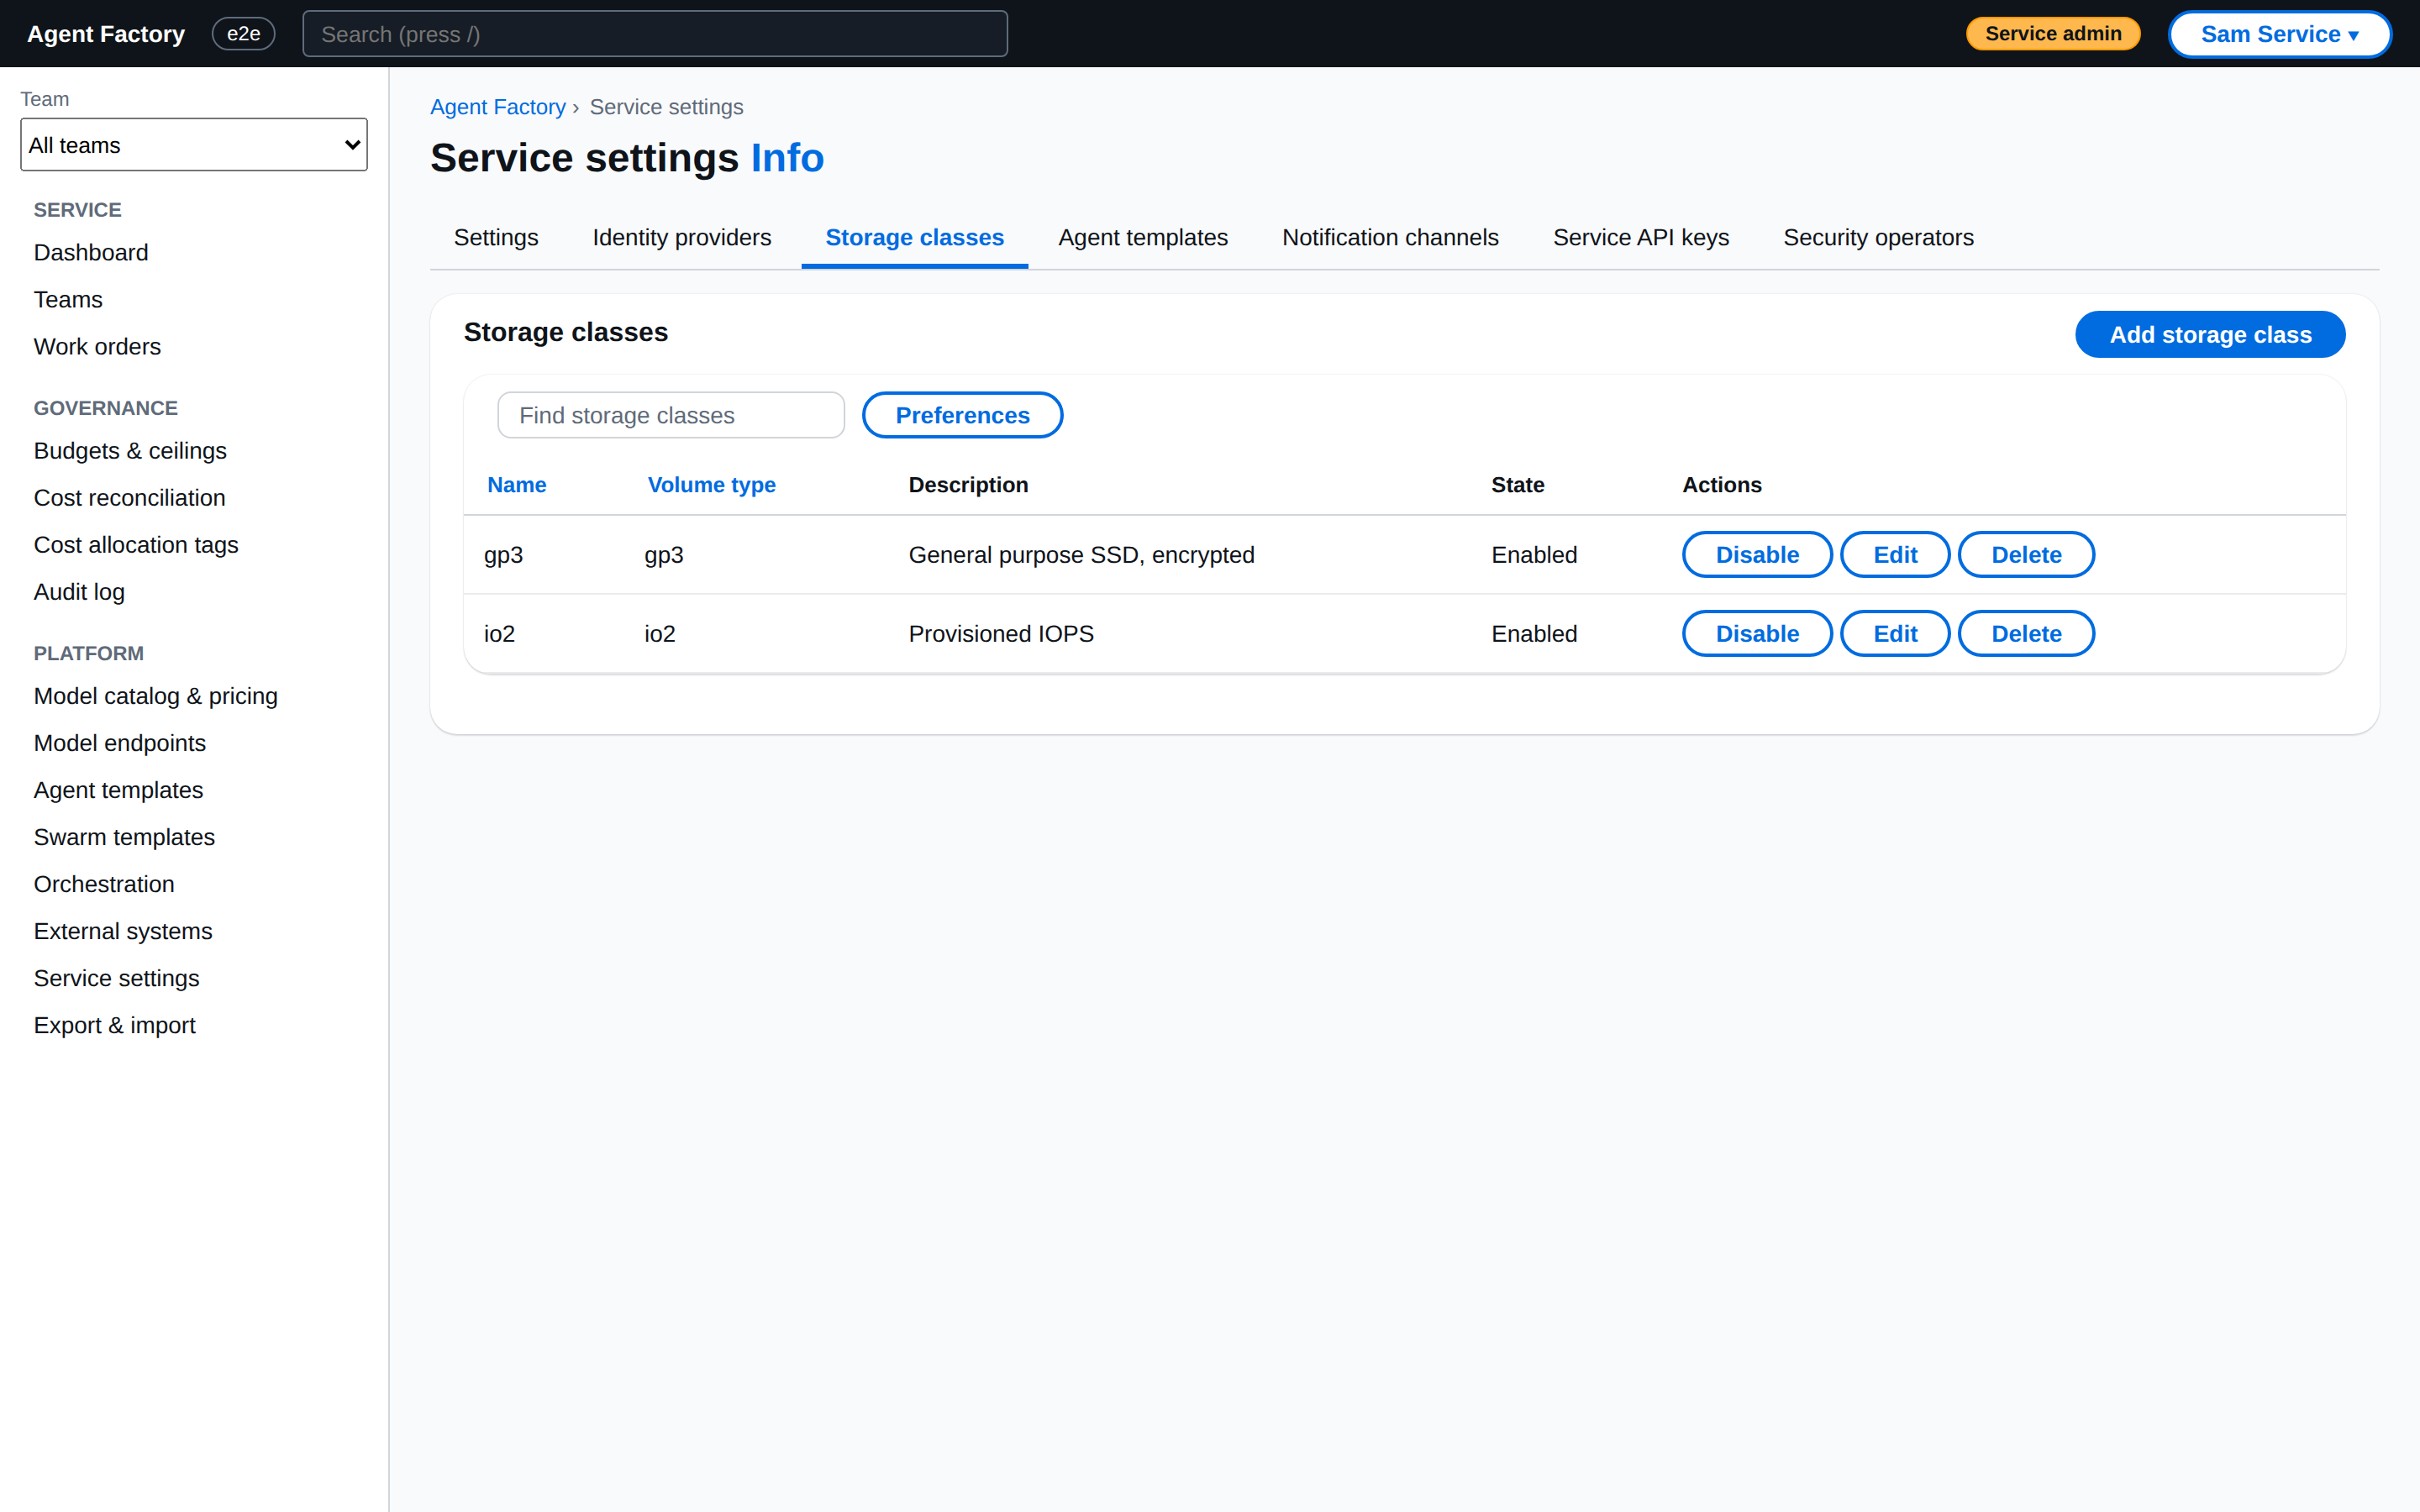 Agent Factory e2e Search (press /) Service admin Sam Service ▾
Team
All teams
SERVICE
Dashboard
Teams
Work orders
GOVERNANCE
Budgets & ceilings
Cost reconciliation
Cost allocation tags
Audit log
PLATFORM
Model catalog & pricing
Model endpoints
Agent templates
Swarm templates
Orchestration
External systems
Service settings
Export & import
Agent Factory › Service settings
Service settings Info
Settings Identity providers Storage classes Agent templates Notification channels Service API keys Security operators
Storage classes Add storage class
Find storage classes Preferences
Name Volume type Description State Actions
gp3 gp3 General purpose SSD, encrypted Enabled Disable Edit Delete
io2 io2 Provisioned IOPS Enabled Disable Edit Delete